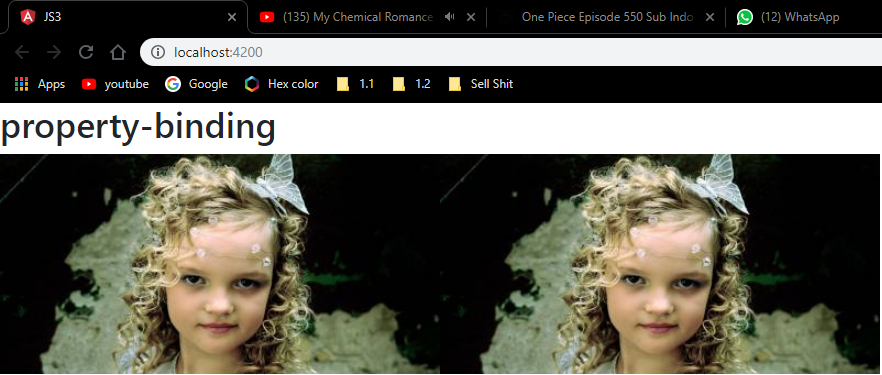 JS3
(135) My Chemical Romance
One Piece Episode 550 Sub Indo
(12) WhatsApp
localhost:4200
Apps
youtube
Google
Hex color
1.1
1.2
Sell Shit
property-binding